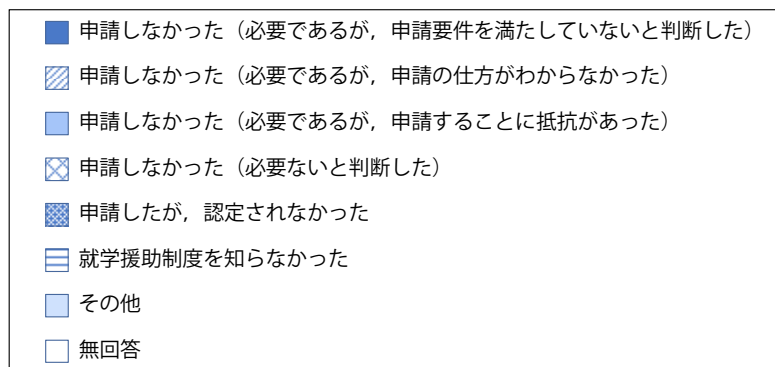 申請しなかった（必要であるが，申請要件を満たしていないと判断した）
申請しなかった（必要であるが，申請の仕方がわからなかった）
申請しなかった（必要であるが，申請することに抵抗があった）
申請しなかった（必要ないと判断した）
申請したが，認定されなかった
就学援助制度を知らなかった
その他
無回答